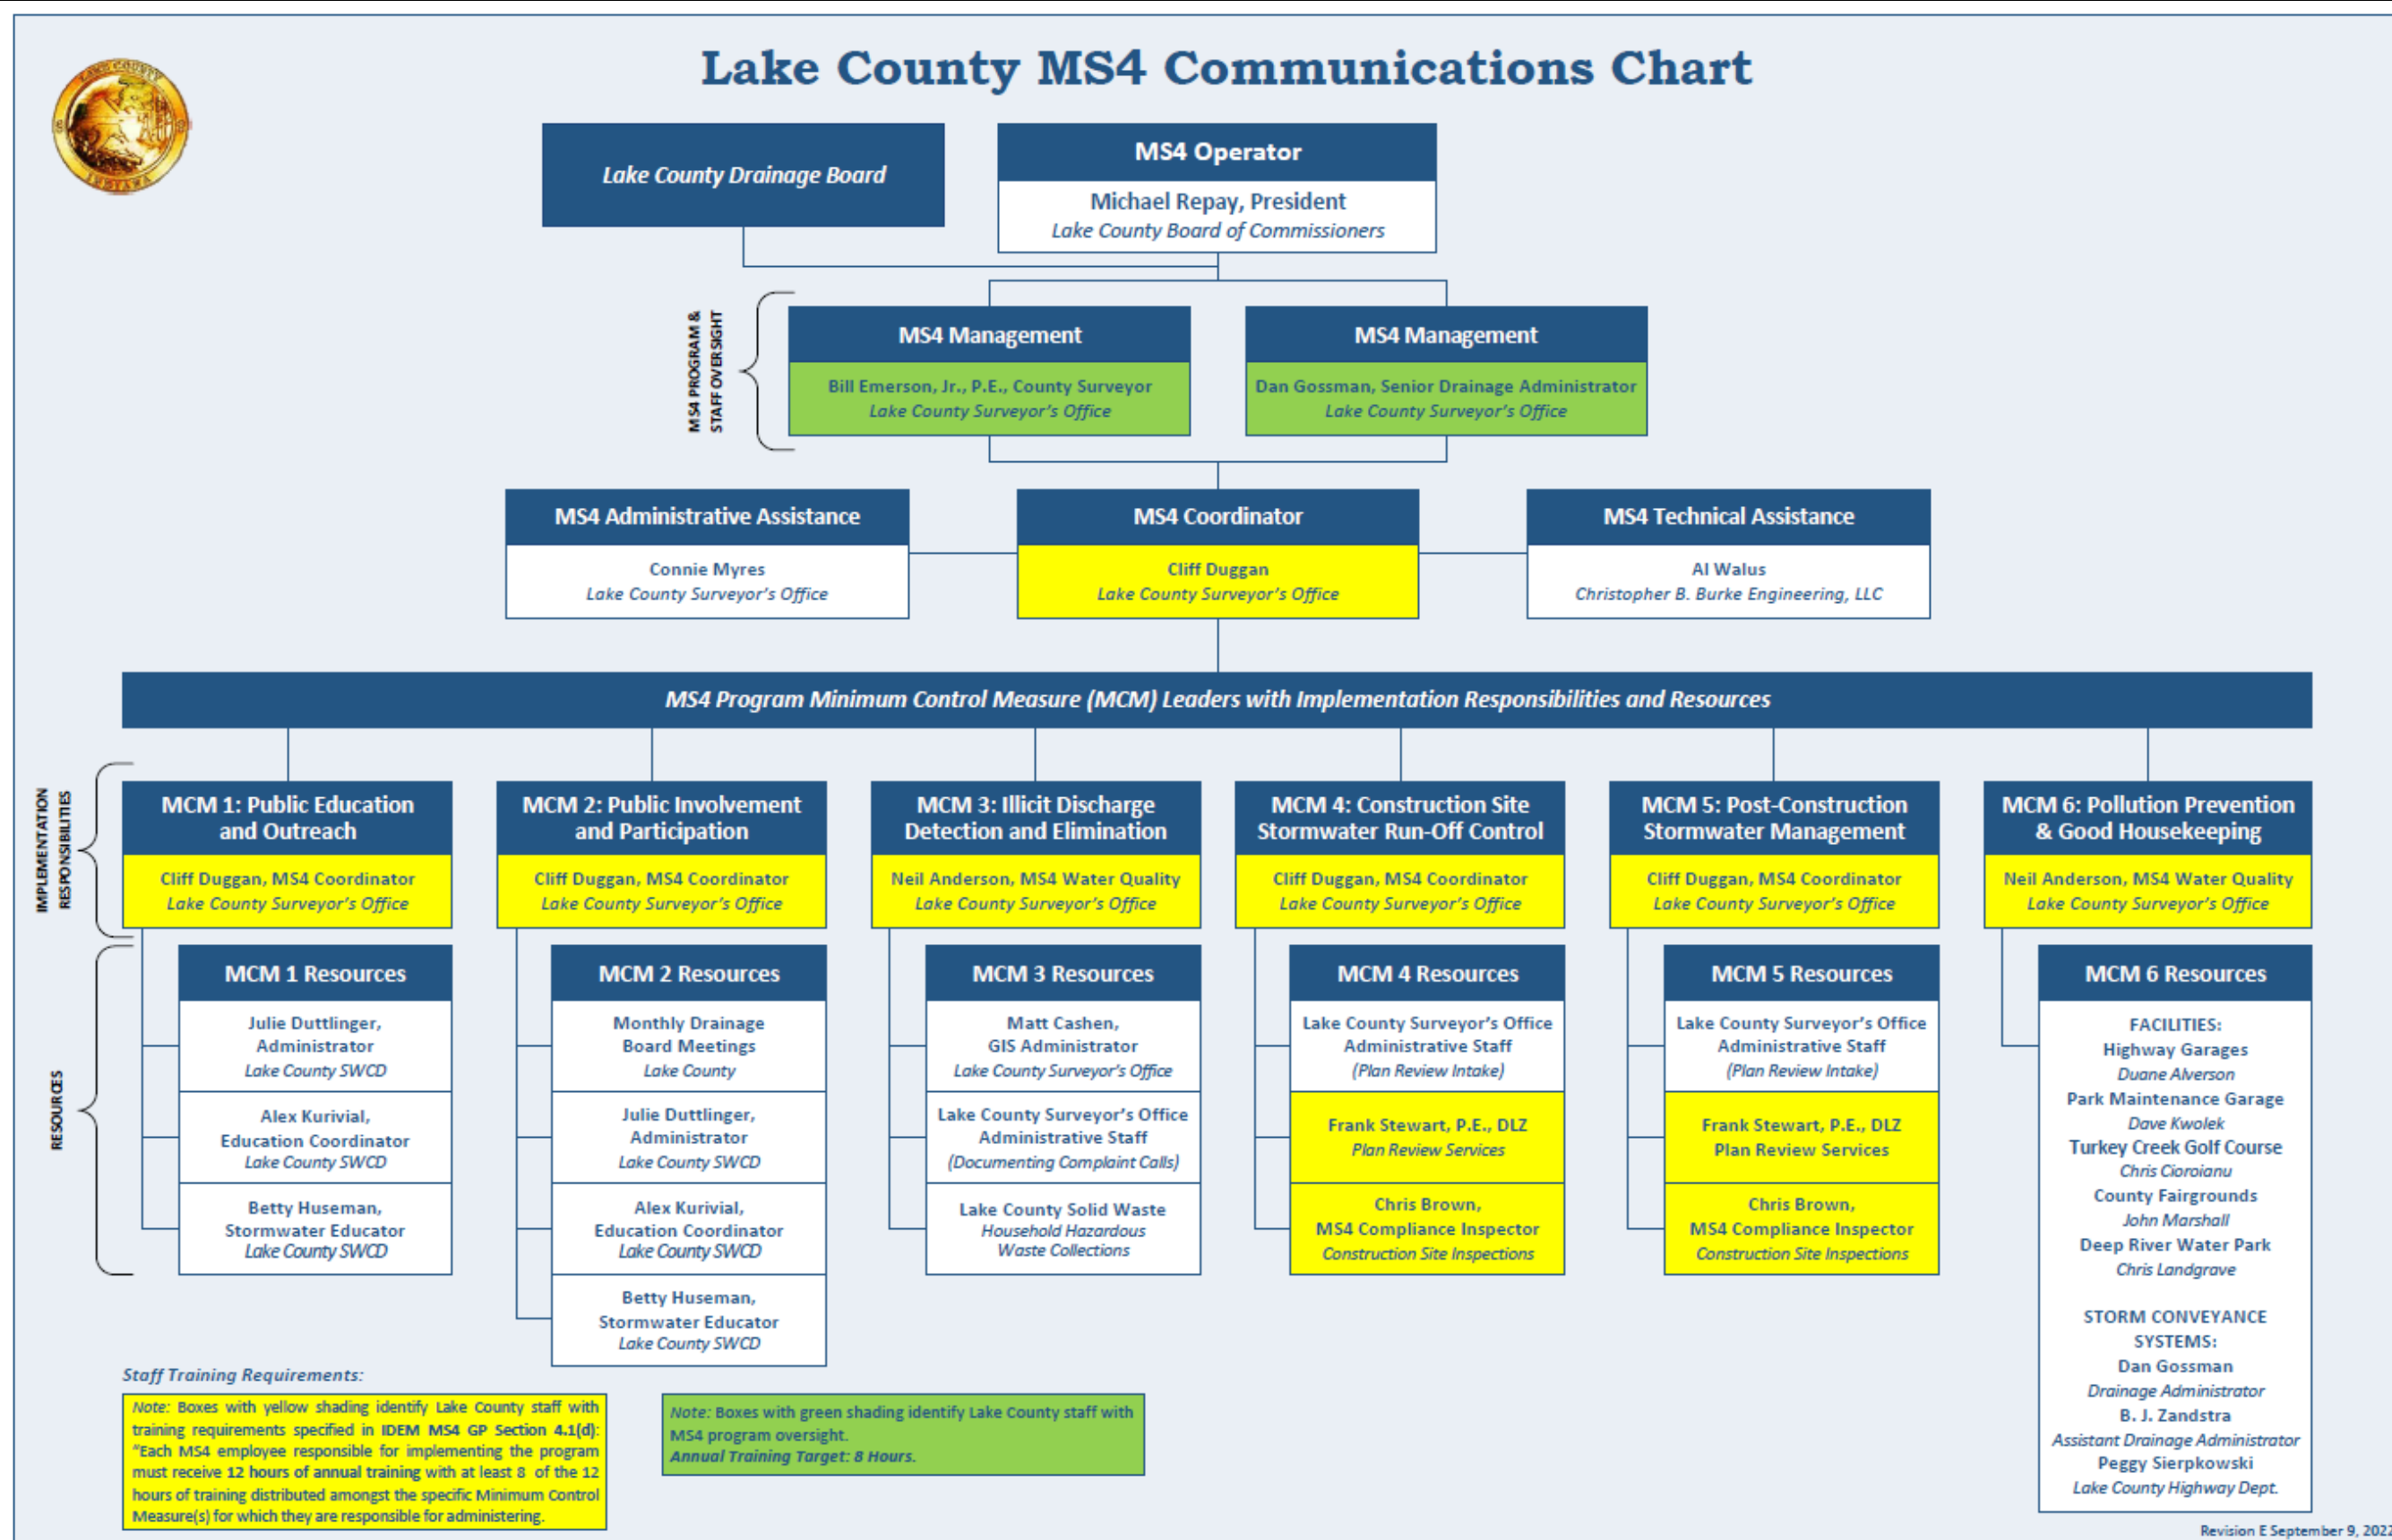 Lake County MS4 Communications Chart
LAKE COUNTY
INDIANA
Lake County Drainage Board
MS4 Operator
Michael Repay, President
Lake County Board of Commissioners
MS4 PROGRAM &
STAFF OVERSIGHT
MS4 Management
Bill Emerson, Jr., P.E., County Surveyor
Lake County Surveyor's Office
MS4 Management
Dan Gossman, Senior Drainage Administrator
Lake County Surveyor's Office
MS4 Administrative Assistance
Connie Myres
Lake County Surveyor's Office
MS4 Coordinator
Cliff Duggan
Lake County Surveyor's Office
MS4 Technical Assistance
Al Walus
Christopher B. Burke Engineering, LLC
MS4 Program Minimum Control Measure (MCM) Leaders with Implementation Responsibilities and Resources
IMPLEMENTATION
RESPONSIBILITIES
MCM 1: Public Education
and Outreach
Cliff Duggan, MS4 Coordinator
Lake County Surveyor's Office
MCM 2: Public Involvement
and Participation
Cliff Duggan, MS4 Coordinator
Lake County Surveyor's Office
MCM 3: Illicit Discharge
Detection and Elimination
Neil Anderson, MS4 Water Quality
Lake County Surveyor's Office
MCM 4: Construction Site
Stormwater Run-Off Control
Cliff Duggan, MS4 Coordinator
Lake County Surveyor's Office
MCM 5: Post-Construction
Stormwater Management
Cliff Duggan, MS4 Coordinator
Lake County Surveyor's Office
MCM 6: Pollution Prevention
& Good Housekeeping
Neil Anderson, MS4 Water Quality
Lake County Surveyor's Office
RESOURCES
MCM 1 Resources
Julie Duttlinger,
Administrator
Lake County SWCD
Alex Kurivial,
Education Coordinator
Lake County SWCD
Betty Huseman,
Stormwater Educator
Lake County SWCD
MCM 2 Resources
Monthly Drainage
Board Meetings
Lake County
Julie Duttlinger,
Administrator
Lake County SWCD
Alex Kurivial,
Education Coordinator
Lake County SWCD
Betty Huseman,
Stormwater Educator
Lake County SWCD
MCM 3 Resources
Matt Cashen,
GIS Administrator
Lake County Surveyor's Office
Lake County Surveyor's Office
Administrative Staff
(Documenting Complaint Calls)
Lake County Solid Waste
Household Hazardous
Waste Collections
MCM 4 Resources
Lake County Surveyor's Office
Administrative Staff
(Plan Review Intake)
Frank Stewart, P.E., DLZ
Plan Review Services
Chris Brown,
MS4 Compliance Inspector
Construction Site Inspections
MCM 5 Resources
Lake County Surveyor's Office
Administrative Staff
(Plan Review Intake)
Frank Stewart, P.E., DLZ
Plan Review Services
Chris Brown,
MS4 Compliance Inspector
Construction Site Inspections
MCM 6 Resources
FACILITIES:
Highway Garages
Duane Alverson
Park Maintenance Garage
Dave Kwolek
Turkey Creek Golf Course
Chris Cioroianu
County Fairgrounds
John Marshall
Deep River Water Park
Chris Landgrave
STORM CONVEYANCE
SYSTEMS:
Dan Gossman
Drainage Administrator
B. J. Zandstra
Assistant Drainage Administrator
Peggy Sierpkowski
Lake County Highway Dept.
Staff Training Requirements:
Note: Boxes with yellow shading identify Lake County staff with
training requirements specified in IDEM MS4 GP Section 4.1(d):
"Each MS4 employee responsible for implementing the program
must receive 12 hours of annual training with at least 8 of the 12
hours of training distributed amongst the specific Minimum Control
Measure(s) for which they are responsible for administering.
Note: Boxes with green shading identify Lake County staff with
MS4 program oversight.
Annual Training Target: 8 Hours.
Revision E September 9, 2022